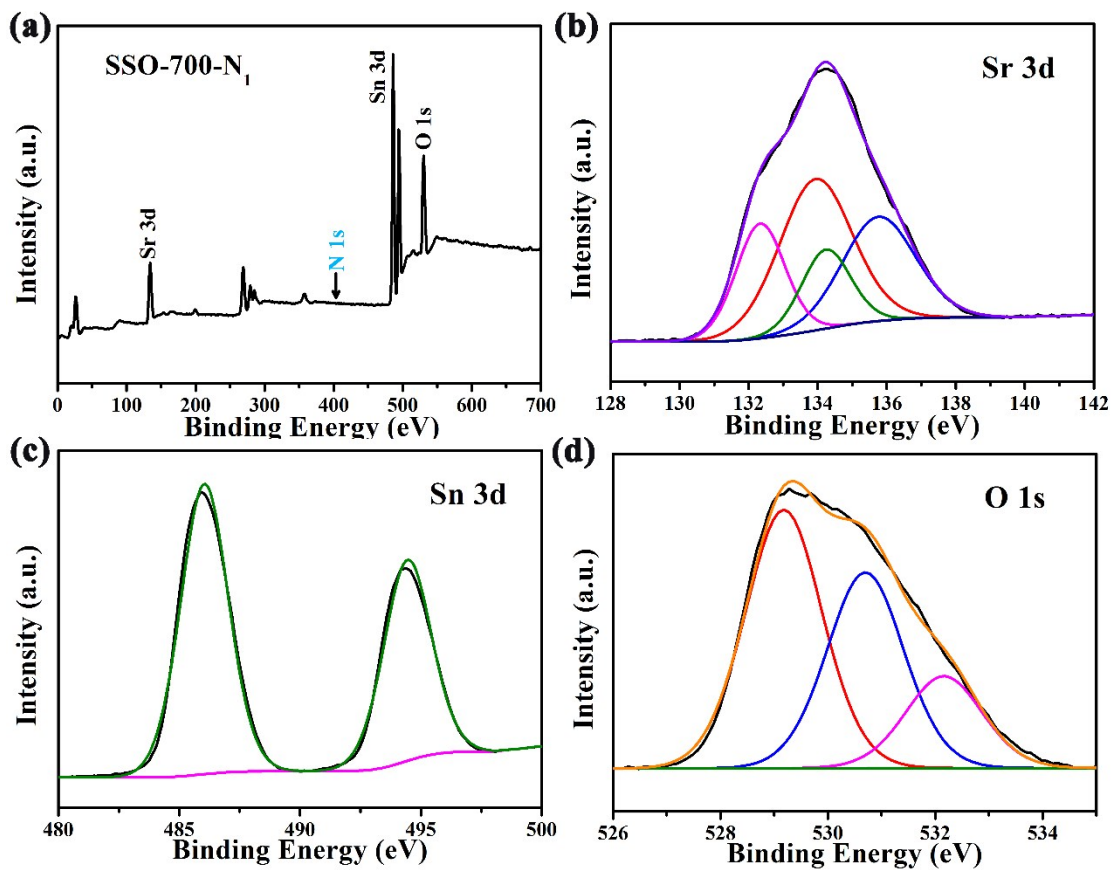 (a)
SSO-700-N1
Sr 3d
N 1s
Sn 3d
O 1s
Intensity (a.u.)
0 100 200 300 400 500 600 700
Binding Energy (eV)
(b)
Sr 3d
Intensity (a.u.)
128 130 132 134 136 138 140 142
Binding Energy (eV)
(c)
Sn 3d
Intensity (a.u.)
480 485 490 495 500
Binding Energy (eV)
(d)
O 1s
Intensity (a.u.)
526 528 530 532 534
Binding Energy (eV)